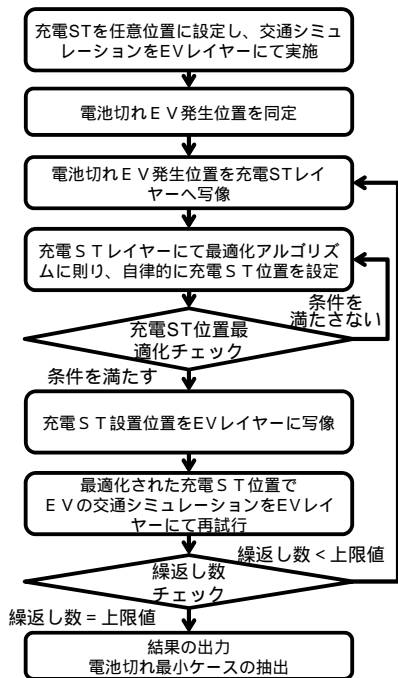 充電STを任意位置に設定し、交通シミュ
レーションをEVレイヤーにて実施
電池切れＥＶ発生位置を同定
電池切れＥＶ発生位置を充電STレイ
ヤーへ写像
充電ＳＴレイヤーにて最適化アルゴリズ
ムに則り、自律的に充電ＳＴ位置を設定
条件を
満たさない
充電ST位置最
適化チェック
条件を満たす
充電ＳＴ設置位置をEVレイヤーに写像
最適化された充電ＳＴ位置で
ＥＶの交通シミュレーションをEVレイ
ヤーにて再試行
繰返し数＜上限値
繰返し数
チェック
繰返し数＝上限値
結果の出力
電池切れ最小ケースの抽出